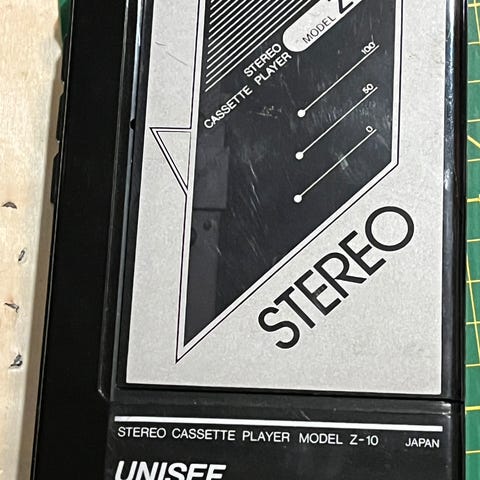 STEREO
CASSETTE PLAYER
MODEL Z
100
50
0
STEREO
STEREO CASSETTE PLAYER MODEL Z-10 JAPAN
UNISEF